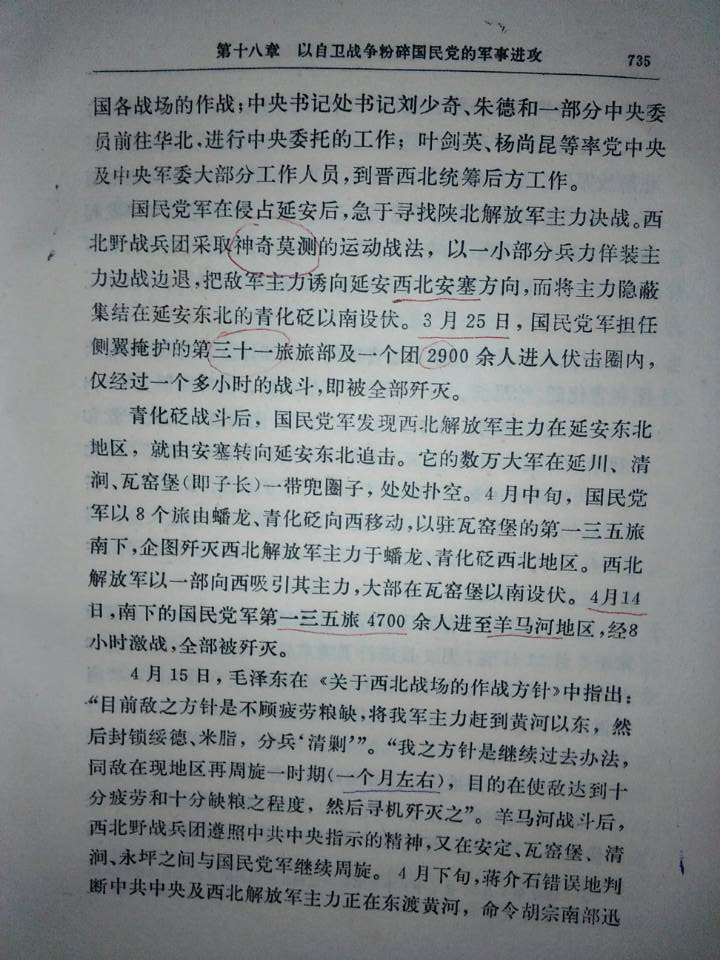 第十八章 以自卫战争粉碎国民党的军事进攻 735
国各战场的作战;中央书记处书记刘少奇、朱德和一部分中央委
员前往华北、进行中央委托的工作;叶剑英、杨尚昆等率党中央
及中央军委大部分工作人员,到晋西北统筹后方工作。
国民党军在侵占延安后,急于寻找陕北解放军主力决战。西
北野战兵团采取神奇莫测的运动战法,以一小部分兵力佯装主
力边战边退,把敌军主力诱向延安西北安塞方向,而将主力隐蔽
集结在延安东北的青化砭以南设伏。3月25日,国民党军担任
侧翼掩护的第三十一旅旅部及一个团2900余人进入伏击圈内,
仅经过一个多小时的战斗,即被全部歼灭。
青化砭战斗后,国民党军发现西北解放军主力在延安东北
地区,就由安塞转向延安东北追击。它的数万大军在延川、清
涧、瓦窑堡(即子长)一带兜圈子,处处扑空。4月中旬,国民党
军以8个旅由蟠龙、青化砭向西移动,以驻瓦窑堡的第一三五旅
南下,企图歼灭西北解放军主力于蟠龙、青化砭西北地区。西北
解放军以一部向西吸引其主力,大部在瓦窑堡以南设伏。4月14
日,南下的国民党军第一三五旅4700余人进至羊马河地区,经8
小时激战,全部被歼灭。
4月15日,毛泽东在《关于西北战场的作战方针》中指出:
“目前敌之方针是不顾疲劳粮缺,将我军主力赶到黄河以东,然
后封锁绥德、米脂,分兵‘清剿’”。“我之方针是继续过去办法,
同敌在现地区再周旋一时期(一个月左右),目的在使敌达到十
分疲劳和十分缺粮之程度,然后寻机歼灭之”。羊马河战斗后,
西北野战兵团遵照中共中央指示的精神,又在安定、瓦窑堡、清
涧、永坪之间与国民党军继续周旋。4月下旬,蒋介石错误地判
断中共中央及西北解放军主力正在东渡黄河,命令胡宗南部迅